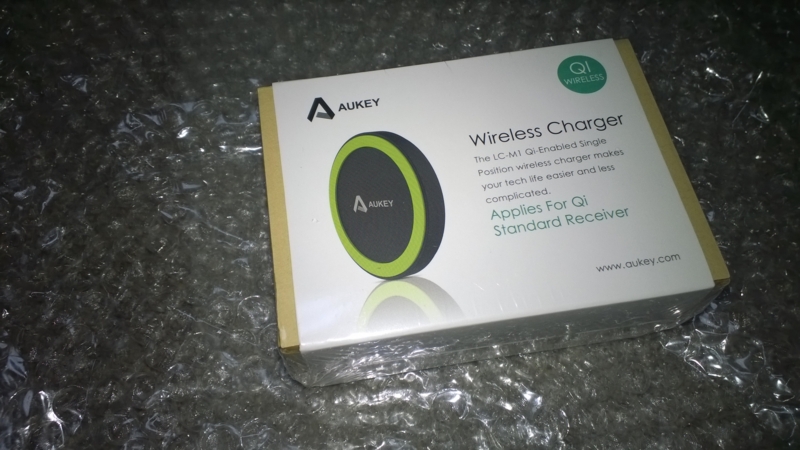 AUKEY
QI
WIRELESS
AUKEY
Wireless Charger
The LC-M1 Qi-Enabled Single
Position wireless charger makes
your tech life easier and less
complicated.
Applies For Qi
Standard Receiver
www.aukey.com